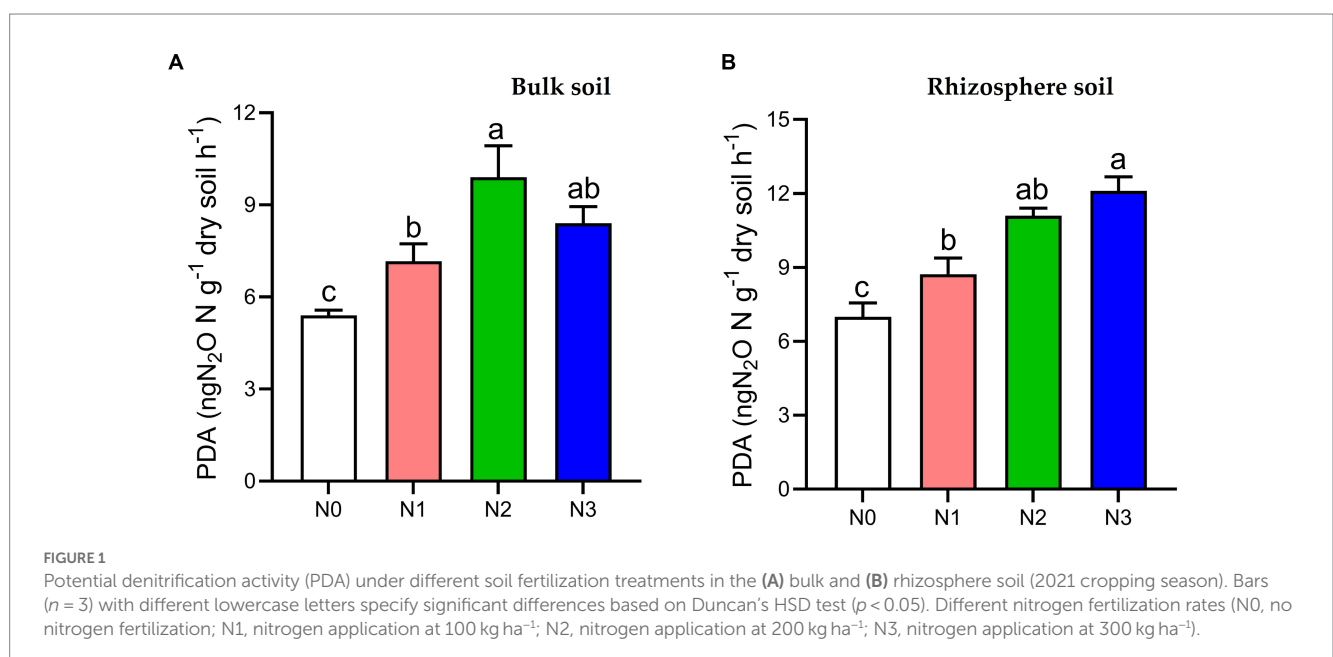 A
Bulk soil
PDA (ngN₂O N g⁻¹ dry soil h⁻¹)
12
9
6
3
0
c
b
a
ab
N0 N1 N2 N3
B
Rhizosphere soil
PDA (ngN₂O N g⁻¹ dry soil h⁻¹)
15
12
9
6
3
0
c
b
ab
a
N0 N1 N2 N3
FIGURE 1
Potential denitrification activity (PDA) under different soil fertilization treatments in the (A) bulk and (B) rhizosphere soil (2021 cropping season). Bars
(n = 3) with different lowercase letters specify significant differences based on Duncan’s HSD test (p < 0.05). Different nitrogen fertilization rates (N0, no
nitrogen fertilization; N1, nitrogen application at 100 kg ha⁻¹; N2, nitrogen application at 200 kg ha⁻¹; N3, nitrogen application at 300 kg ha⁻¹).